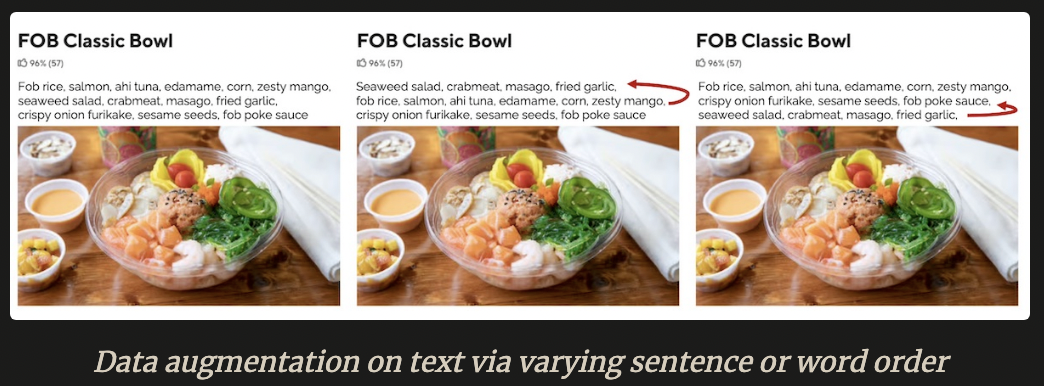 FOB Classic Bowl
96% (57)
Fob rice, salmon, ahi tuna, edamame, corn, zesty mango,
seaweed salad, crabmeat, masago, fried garlic,
crispy onion furikake, sesame seeds, fob poke sauce
FOB Classic Bowl
96% (57)
Seaweed salad, crabmeat, masago, fried garlic,
fob rice, salmon, ahi tuna, edamame, corn, zesty mango,
crispy onion furikake, sesame seeds, fob poke sauce
FOB Classic Bowl
96% (57)
Fob rice, salmon, ahi tuna, edamame, corn, zesty mango,
crispy onion furikake, sesame seeds, fob poke sauce,
seaweed salad, crabmeat, masago, fried garlic,
Data augmentation on text via varying sentence or word order